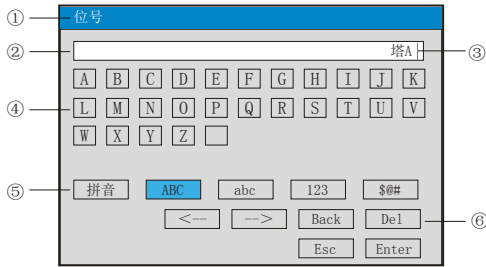 ① 位号
② 塔A ③
A B C D E F G H I J K
④ L M N O P Q R S T U V
W X Y Z
⑤ 拼音 ABC abc 123 $@#
<-- --> Back Del ⑥
Esc Enter